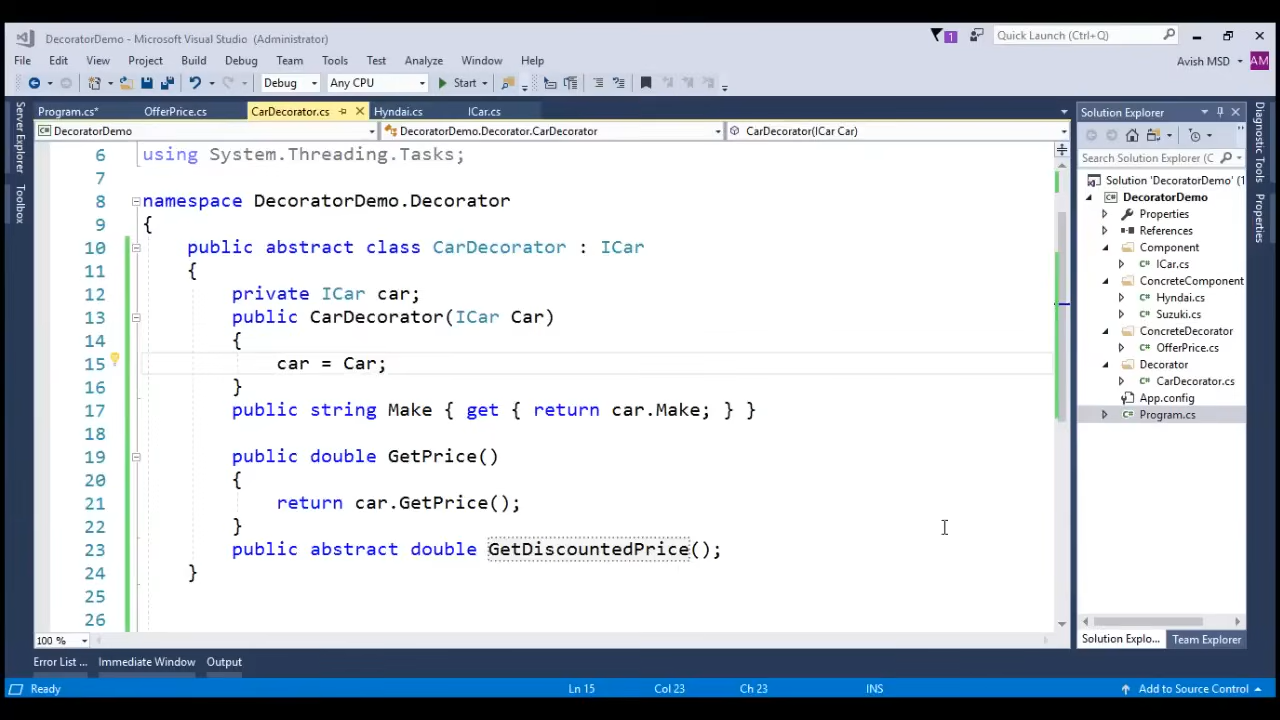 DecoratorDemo - Microsoft Visual Studio (Administrator)
1
Quick Launch (Ctrl+Q)
File Edit View Project Build Debug Team Tools Test Analyze Window Help
Avish MSD
AM
Debug Any CPU Start
Program.cs* OfferPrice.cs CarDecorator.cs Hyndai.cs ICar.cs
DecoratorDemo DecoratorDemo.Decorator.CarDecorator CarDecorator(ICar Car)
Server Explorer
Toolbox
6 using System.Threading.Tasks;
7
8 namespace DecoratorDemo.Decorator
9 {
10 public abstract class CarDecorator : ICar
11 {
12 private ICar car;
13 public CarDecorator(ICar Car)
14 {
15 car = Car;
16 }
17 public string Make { get { return car.Make; } }
18
19 public double GetPrice()
20 {
21 return car.GetPrice();
22 }
23 public abstract double GetDiscountedPrice();
24 }
25
26
100 %
Solution Explorer
Search Solution Explorer (C
Solution 'DecoratorDemo' (1
DecoratorDemo
Properties
References
Component
ICar.cs
ConcreteComponent
Hyndai.cs
Suzuki.cs
ConcreteDecorator
OfferPrice.cs
Decorator
CarDecorator.cs
App.config
Program.cs
Solution Explo... Team Explorer
Diagnostic Tools
Properties
Error List ... Immediate Window Output
Ready Ln 15 Col 23 Ch 23 INS Add to Source Control